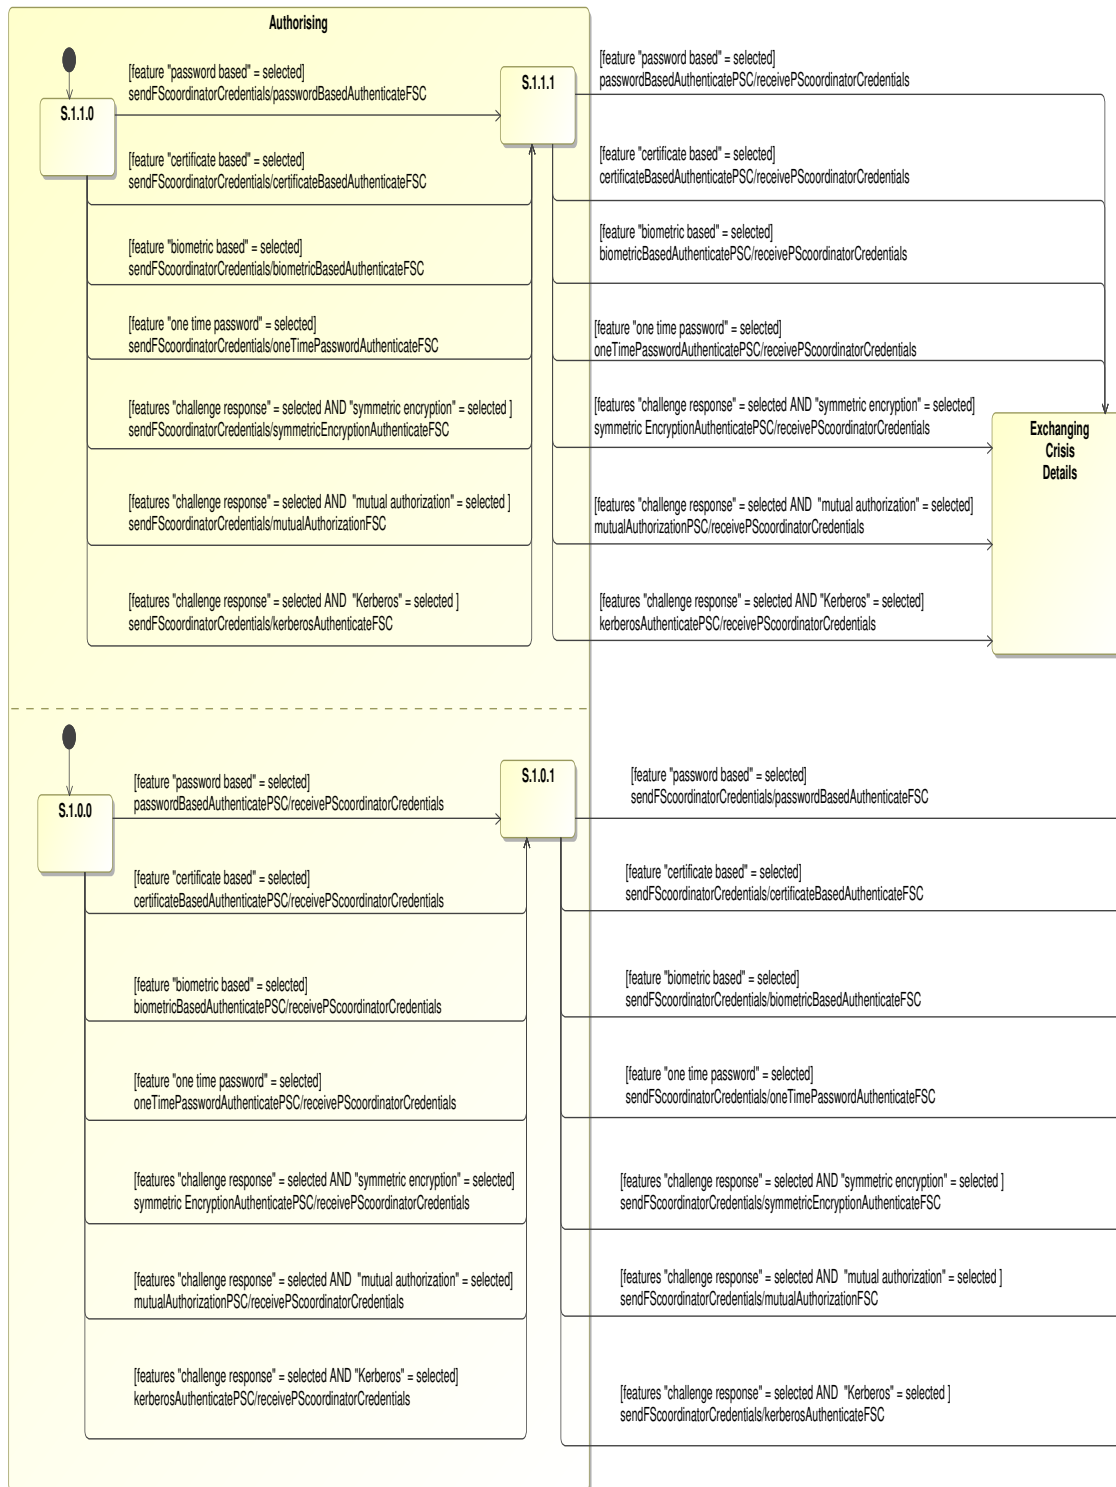 Authorising
[feature "password based" = selected]
sendFScoordinatorCredentials/passwordBasedAuthenticateFSC
S.1.1.0
S.1.1.1
[feature "certificate based" = selected]
sendFScoordinatorCredentials/certificateBasedAuthenticateFSC
[feature "biometric based" = selected]
sendFScoordinatorCredentials/biometricBasedAuthenticateFSC
[feature "one time password" = selected]
sendFScoordinatorCredentials/oneTimePasswordAuthenticateFSC
[features "challenge response" = selected AND "symmetric encryption" = selected ]
sendFScoordinatorCredentials/symmetricEncryptionAuthenticateFSC
[features "challenge response" = selected AND  "mutual authorization" = selected ]
sendFScoordinatorCredentials/mutualAuthorizationFSC
[features "challenge response" = selected AND  "Kerberos" = selected ]
sendFScoordinatorCredentials/kerberosAuthenticateFSC
[feature "password based" = selected]
passwordBasedAuthenticatePSC/receivePScoordinatorCredentials
[feature "certificate based" = selected]
certificateBasedAuthenticatePSC/receivePScoordinatorCredentials
[feature "biometric based" = selected]
biometricBasedAuthenticatePSC/receivePScoordinatorCredentials
[feature "one time password" = selected]
oneTimePasswordAuthenticatePSC/receivePScoordinatorCredentials
[features "challenge response" = selected AND "symmetric encryption" = selected]
symmetric EncryptionAuthenticatePSC/receivePScoordinatorCredentials
[features "challenge response" = selected AND  "mutual authorization" = selected]
mutualAuthorizationPSC/receivePScoordinatorCredentials
[features "challenge response" = selected AND "Kerberos" = selected]
kerberosAuthenticatePSC/receivePScoordinatorCredentials
Exchanging
Crisis
Details
S.1.0.0
[feature "password based" = selected]
passwordBasedAuthenticatePSC/receivePScoordinatorCredentials
S.1.0.1
[feature "certificate based" = selected]
certificateBasedAuthenticatePSC/receivePScoordinatorCredentials
[feature "biometric based" = selected]
biometricBasedAuthenticatePSC/receivePScoordinatorCredentials
[feature "one time password" = selected]
oneTimePasswordAuthenticatePSC/receivePScoordinatorCredentials
[features "challenge response" = selected AND "symmetric encryption" = selected]
symmetric EncryptionAuthenticatePSC/receivePScoordinatorCredentials
[features "challenge response" = selected AND  "mutual authorization" = selected]
mutualAuthorizationPSC/receivePScoordinatorCredentials
[features "challenge response" = selected AND "Kerberos" = selected]
kerberosAuthenticatePSC/receivePScoordinatorCredentials
[feature "password based" = selected]
sendFScoordinatorCredentials/passwordBasedAuthenticateFSC
[feature "certificate based" = selected]
sendFScoordinatorCredentials/certificateBasedAuthenticateFSC
[feature "biometric based" = selected]
sendFScoordinatorCredentials/biometricBasedAuthenticateFSC
[feature "one time password" = selected]
sendFScoordinatorCredentials/oneTimePasswordAuthenticateFSC
[features "challenge response" = selected AND "symmetric encryption" = selected ]
sendFScoordinatorCredentials/symmetricEncryptionAuthenticateFSC
[features "challenge response" = selected AND  "mutual authorization" = selected ]
sendFScoordinatorCredentials/mutualAuthorizationFSC
[features "challenge response" = selected AND  "Kerberos" = selected ]
sendFScoordinatorCredentials/kerberosAuthenticateFSC